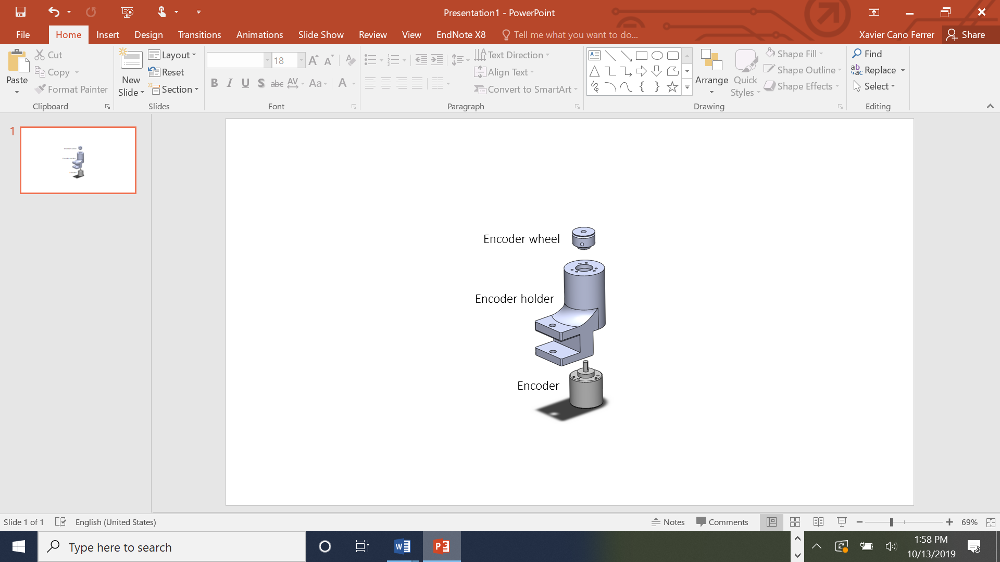 Presentation1 - PowerPoint
File Home Insert Design Transitions Animations Slide Show Review View EndNote X8 Tell me what you want to do... Xavier Cano Ferrer Share
Paste
Cut
Copy
Format Painter
Clipboard
New Slide
Layout
Reset
Section
Slides
18
B I U S abc AV Aa A
Font
Text Direction
Align Text
Convert to SmartArt
Paragraph
Arrange
Quick Styles
Shape Fill
Shape Outline
Shape Effects
Drawing
Find
Replace
Select
Editing
1
Encoder wheel
Encoder holder
Encoder
Slide 1 of 1 English (United States) Notes Comments 69%
Type here to search
1:58 PM
10/13/2019